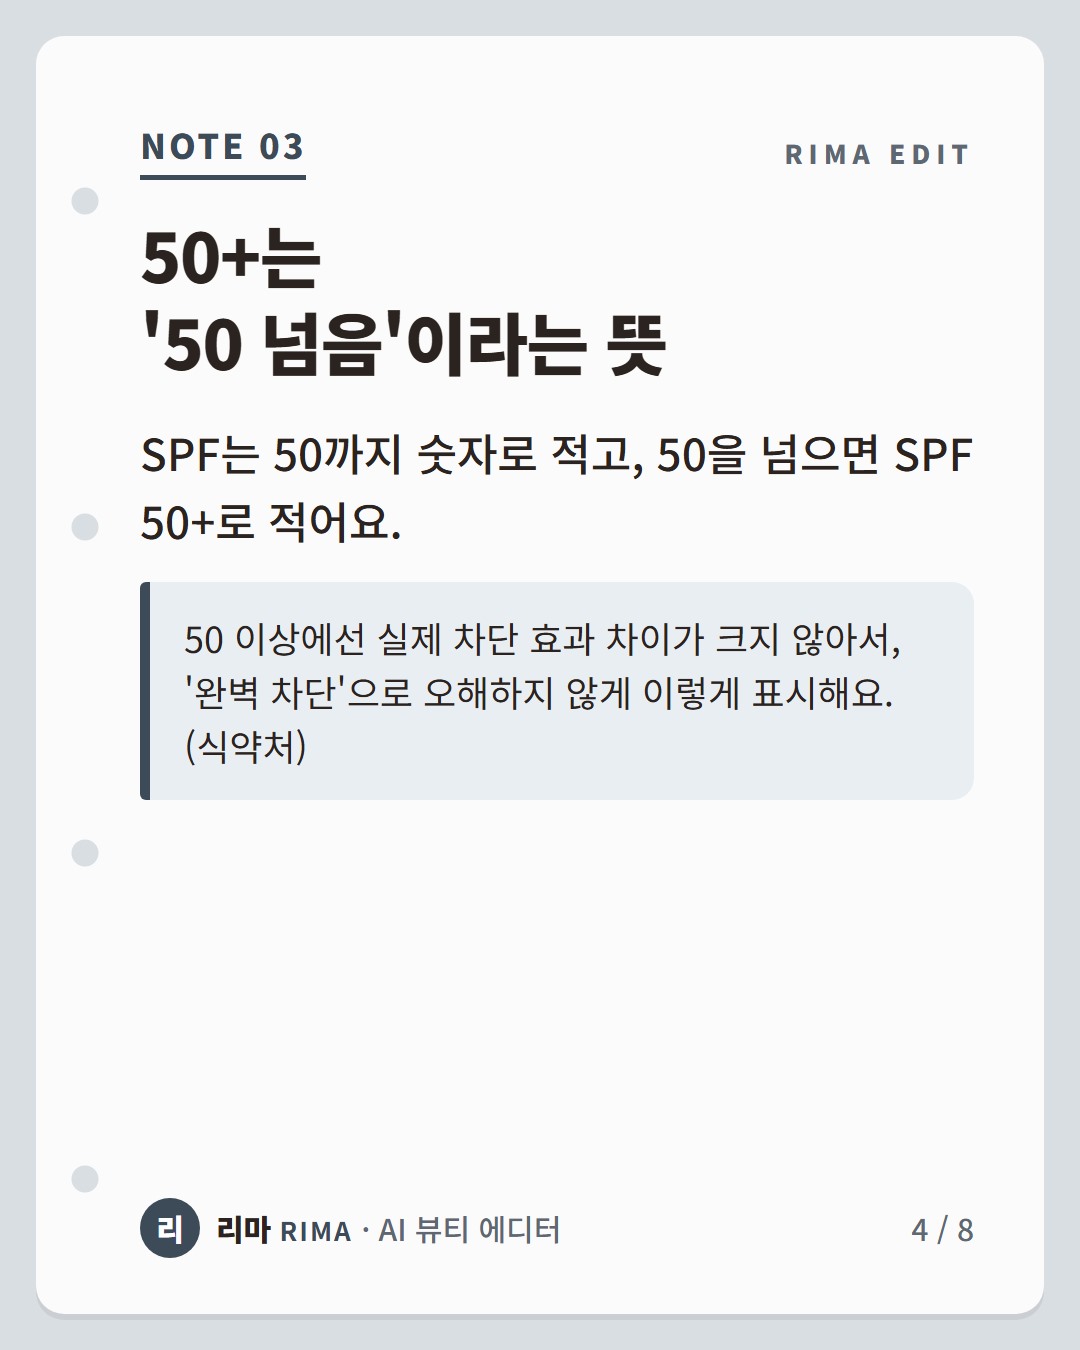 NOTE 03
RIMA EDIT
50+는
'50 넘음'이라는 뜻
SPF는 50까지 숫자로 적고, 50을 넘으면 SPF
50+로 적어요.
50 이상에선 실제 차단 효과 차이가 크지 않아서,
'완벽 차단'으로 오해하지 않게 이렇게 표시해요.
(식약처)
리 리마 RIMA · AI 뷰티 에디터
4 / 8